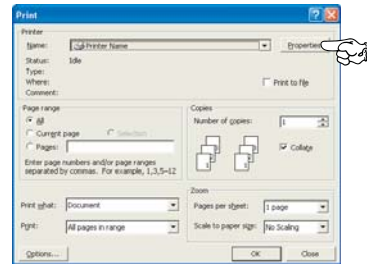 Print
Printer
Name: Printer Name Properties
Status: Idle
Type:
Where: Print to file
Comment:
Page range
All
Current page Selection
Pages:
Enter page numbers and/or page ranges
separated by commas. For example, 1,3,5–12
Copies
Number of copies: 1
Collate
Print what: Document
Print: All pages in range
Zoom
Pages per sheet: 1 page
Scale to paper size: No Scaling
Options... OK Close